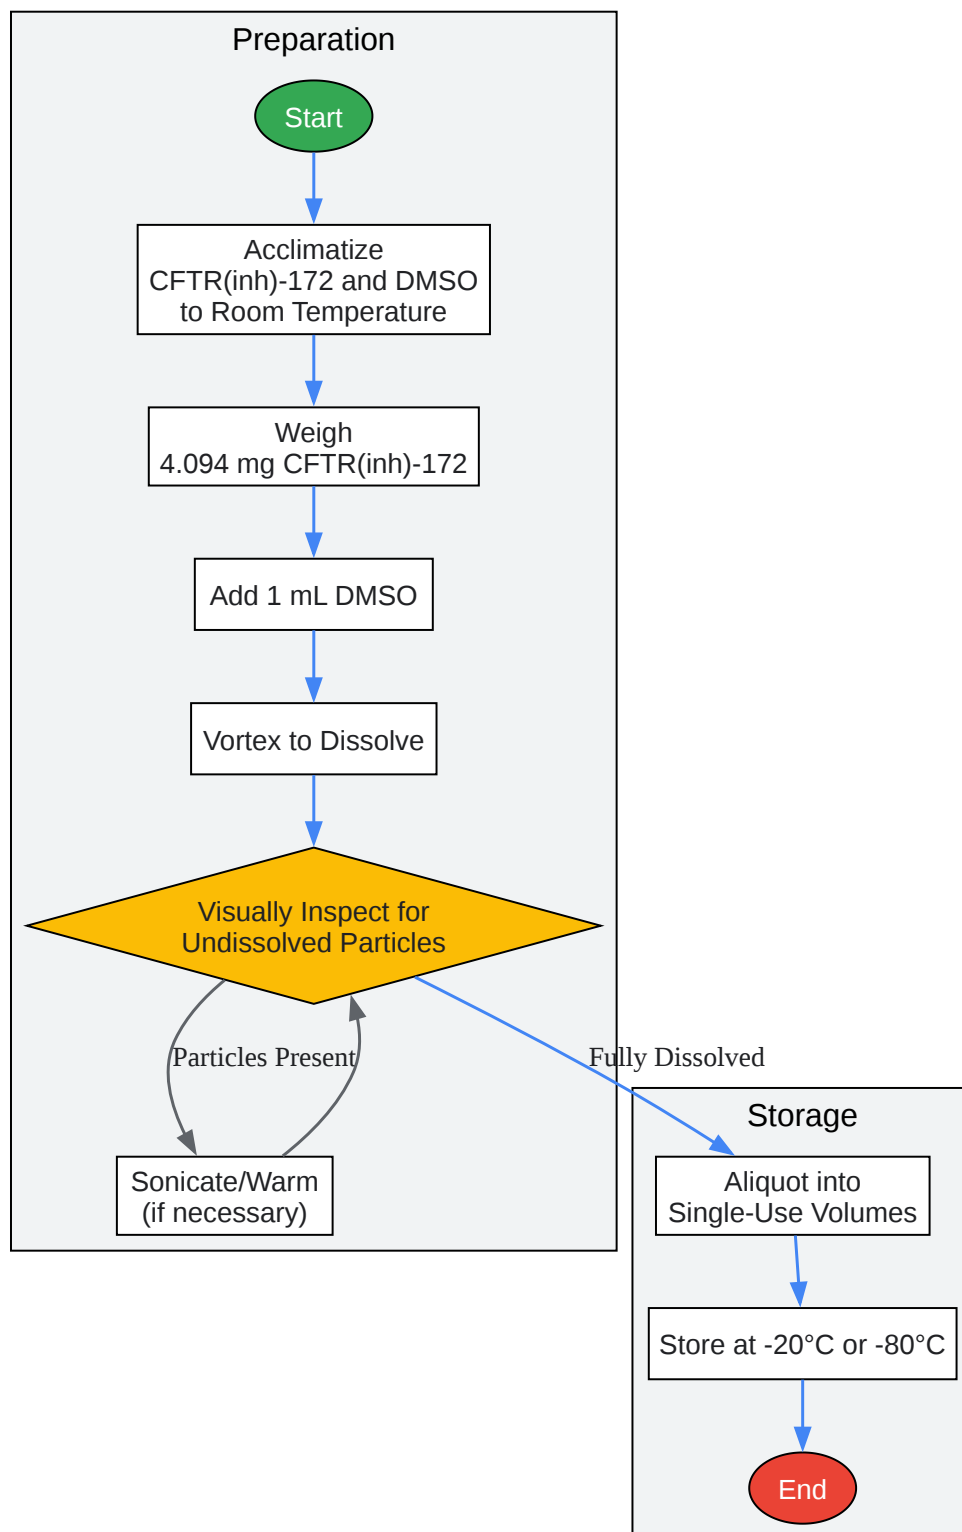 Preparation
Start
Acclimatize
CFTR(inh)-172 and DMSO
to Room Temperature
Weigh
4.094 mg CFTR(inh)-172
Add 1 mL DMSO
Vortex to Dissolve
Visually Inspect for
Undissolved Particles
Particles Present
Fully Dissolved
Sonicate/Warm
(if necessary)
Storage
Aliquot into
Single-Use Volumes
Store at -20°C or -80°C
End